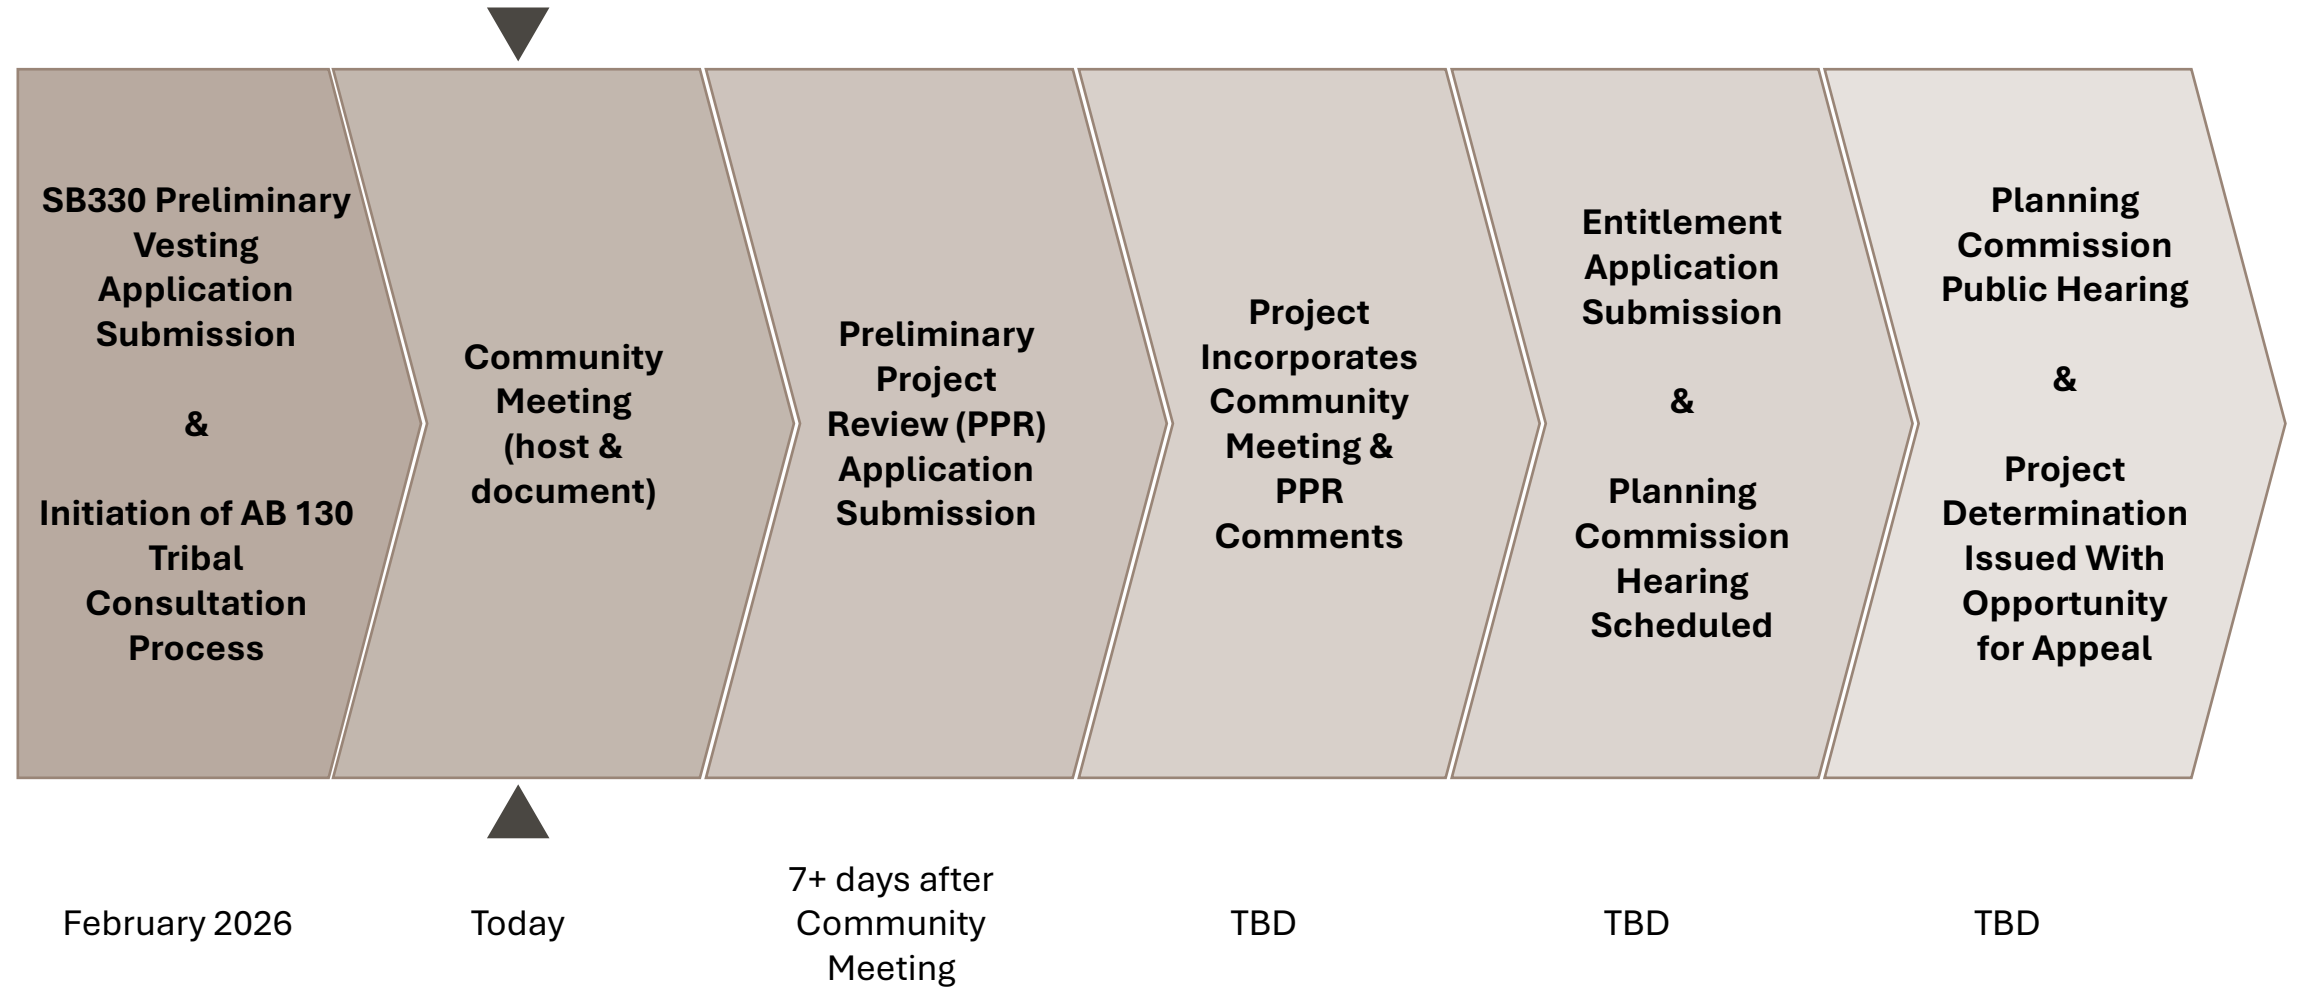 SB330 Preliminary
Vesting
Application
Submission
&
Initiation of AB 130
Tribal
Consultation
Process
Community
Meeting
(host &
document)
Preliminary
Project
Review (PPR)
Application
Submission
Project
Incorporates
Community
Meeting &
PPR
Comments
Entitlement
Application
Submission
&
Planning
Commission
Hearing
Scheduled
Planning
Commission
Public Hearing
&
Project
Determination
Issued With
Opportunity
for Appeal
February 2026
Today
7+ days after
Community
Meeting
TBD
TBD
TBD